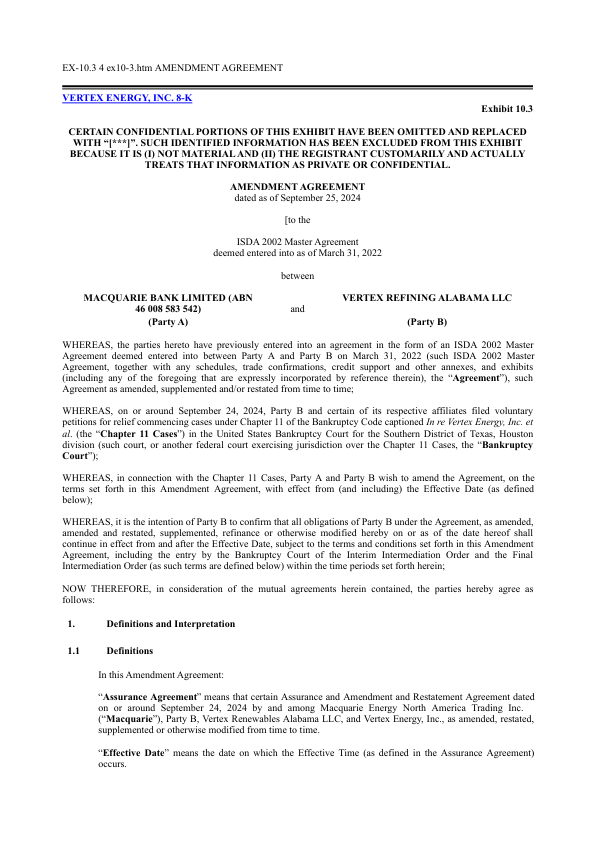 EX-10.3 4 ex10-3.htm AMENDMENT AGREEMENT
VERTEX ENERGY, INC. 8-K
Exhibit 10.3
CERTAIN CONFIDENTIAL PORTIONS OF THIS EXHIBIT HAVE BEEN OMITTED AND REPLACED
WITH “[***]”. SUCH IDENTIFIED INFORMATION HAS BEEN EXCLUDED FROM THIS EXHIBIT
BECAUSE IT IS (I) NOT MATERIAL AND (II) THE REGISTRANT CUSTOMARILY AND ACTUALLY
TREATS THAT INFORMATION AS PRIVATE OR CONFIDENTIAL.
AMENDMENT AGREEMENT
dated as of September 25, 2024
[to the
ISDA 2002 Master Agreement
deemed entered into as of March 31, 2022
between
MACQUARIE BANK LIMITED (ABN
46 008 583 542)
(Party A)
and
VERTEX REFINING ALABAMA LLC
(Party B)
WHEREAS, the parties hereto have previously entered into an agreement in the form of an ISDA 2002 Master
Agreement deemed entered into between Party A and Party B on March 31, 2022 (such ISDA 2002 Master
Agreement, together with any schedules, trade confirmations, credit support and other annexes, and exhibits
(including any of the foregoing that are expressly incorporated by reference therein), the “Agreement”), such
Agreement as amended, supplemented and/or restated from time to time;
WHEREAS, on or around September 24, 2024, Party B and certain of its respective affiliates filed voluntary
petitions for relief commencing cases under Chapter 11 of the Bankruptcy Code captioned In re Vertex Energy, Inc. et
al. (the “Chapter 11 Cases”) in the United States Bankruptcy Court for the Southern District of Texas, Houston
division (such court, or another federal court exercising jurisdiction over the Chapter 11 Cases, the “Bankruptcy
Court”);
WHEREAS, in connection with the Chapter 11 Cases, Party A and Party B wish to amend the Agreement, on the
terms set forth in this Amendment Agreement, with effect from (and including) the Effective Date (as defined
below);
WHEREAS, it is the intention of Party B to confirm that all obligations of Party B under the Agreement, as amended,
amended and restated, supplemented, refinance or otherwise modified hereby on or as of the date hereof shall
continue in effect from and after the Effective Date, subject to the terms and conditions set forth in this Amendment
Agreement, including the entry by the Bankruptcy Court of the Interim Intermediation Order and the Final
Intermediation Order (as such terms are defined below) within the time periods set forth herein;
NOW THEREFORE, in consideration of the mutual agreements herein contained, the parties hereby agree as
follows:
1. Definitions and Interpretation
1.1 Definitions
In this Amendment Agreement:
“Assurance Agreement” means that certain Assurance and Amendment and Restatement Agreement dated
on or around September 24, 2024 by and among Macquarie Energy North America Trading Inc.
(“Macquarie”), Party B, Vertex Renewables Alabama LLC, and Vertex Energy, Inc., as amended, restated,
supplemented or otherwise modified from time to time.
“Effective Date” means the date on which the Effective Time (as defined in the Assurance Agreement)
occurs.